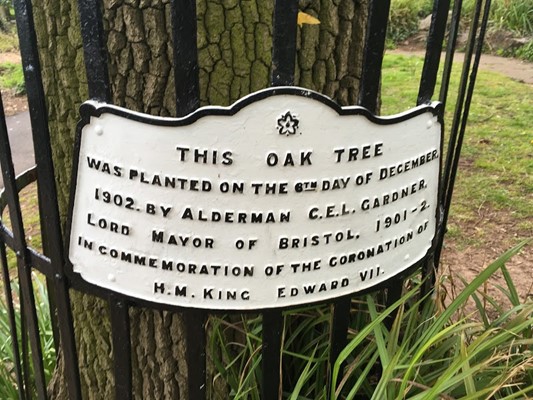 THIS OAK TREE
WAS PLANTED ON THE 6TH DAY OF DECEMBER,
1902. BY ALDERMAN C.E.L. GARDNER.
LORD MAYOR OF BRISTOL. 1901-2.
IN COMMEMORATION OF THE CORONATION OF
H.M. KING EDWARD VII.